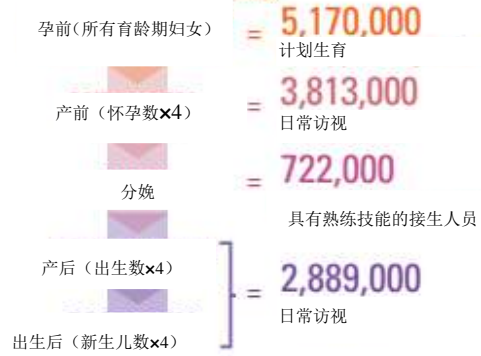 孕前（所有育龄期妇女）
= 5,170,000
计划生育
产前（怀孕数×4）
= 3,813,000
日常访视
分娩
= 722,000
具有熟练技能的接生人员
产后（出生数×4）
= 2,889,000
日常访视
出生后（新生儿数×4）